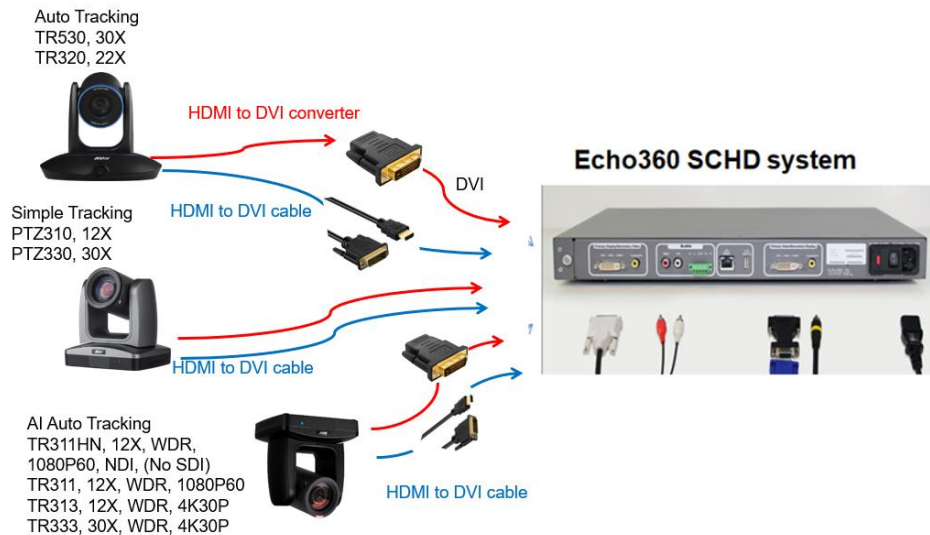 Auto Tracking
TR530, 30X
TR320, 22X
HDMI to DVI converter
Echo360 SCHD system
DVI
HDMI to DVI cable
Simple Tracking
PTZ310, 12X
PTZ330, 30X
HDMI to DVI cable
AI Auto Tracking
TR311HN, 12X, WDR,
1080P60, NDI, (No SDI)
TR311, 12X, WDR, 1080P60
TR313, 12X, WDR, 4K30P
TR333, 30X, WDR, 4K30P
HDMI to DVI cable